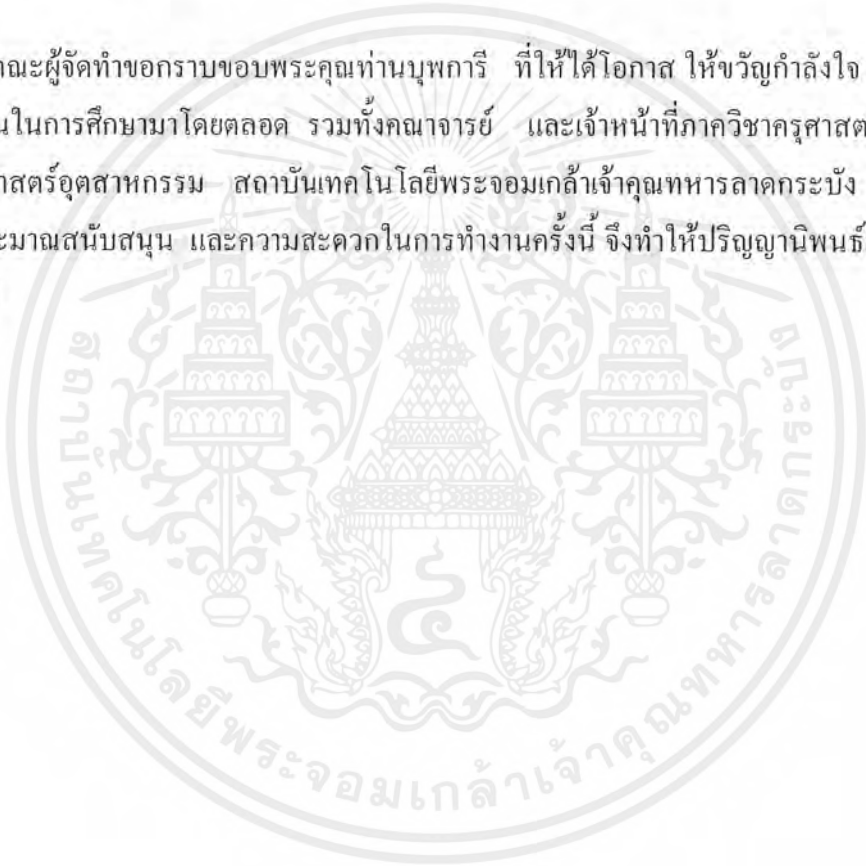 ณะผู้จัดทำขอกราบขอบพระคุณท่านบุพการี ที่ให้ได้โอกาส ให้ขวัญกำลังใจ
นในการศึกษามาโดยตลอด รวมทั้งคณาจารย์ และเจ้าหน้าที่ภาควิชาครุศาสต
าสตร์อุตสาหกรรม สถาบันเทคโนโลยีพระจอมเกล้าเจ้าคุณทหารลาดกระบัง
ะมาณสนับสนุน และความสะดวกในการทำงานครั้งนี้ จึงทำให้ปริญญานิพนธ์
สถาบันเทคโนโลยีพระจอมเกล้าเจ้าคุณทหารลาดกระบัง